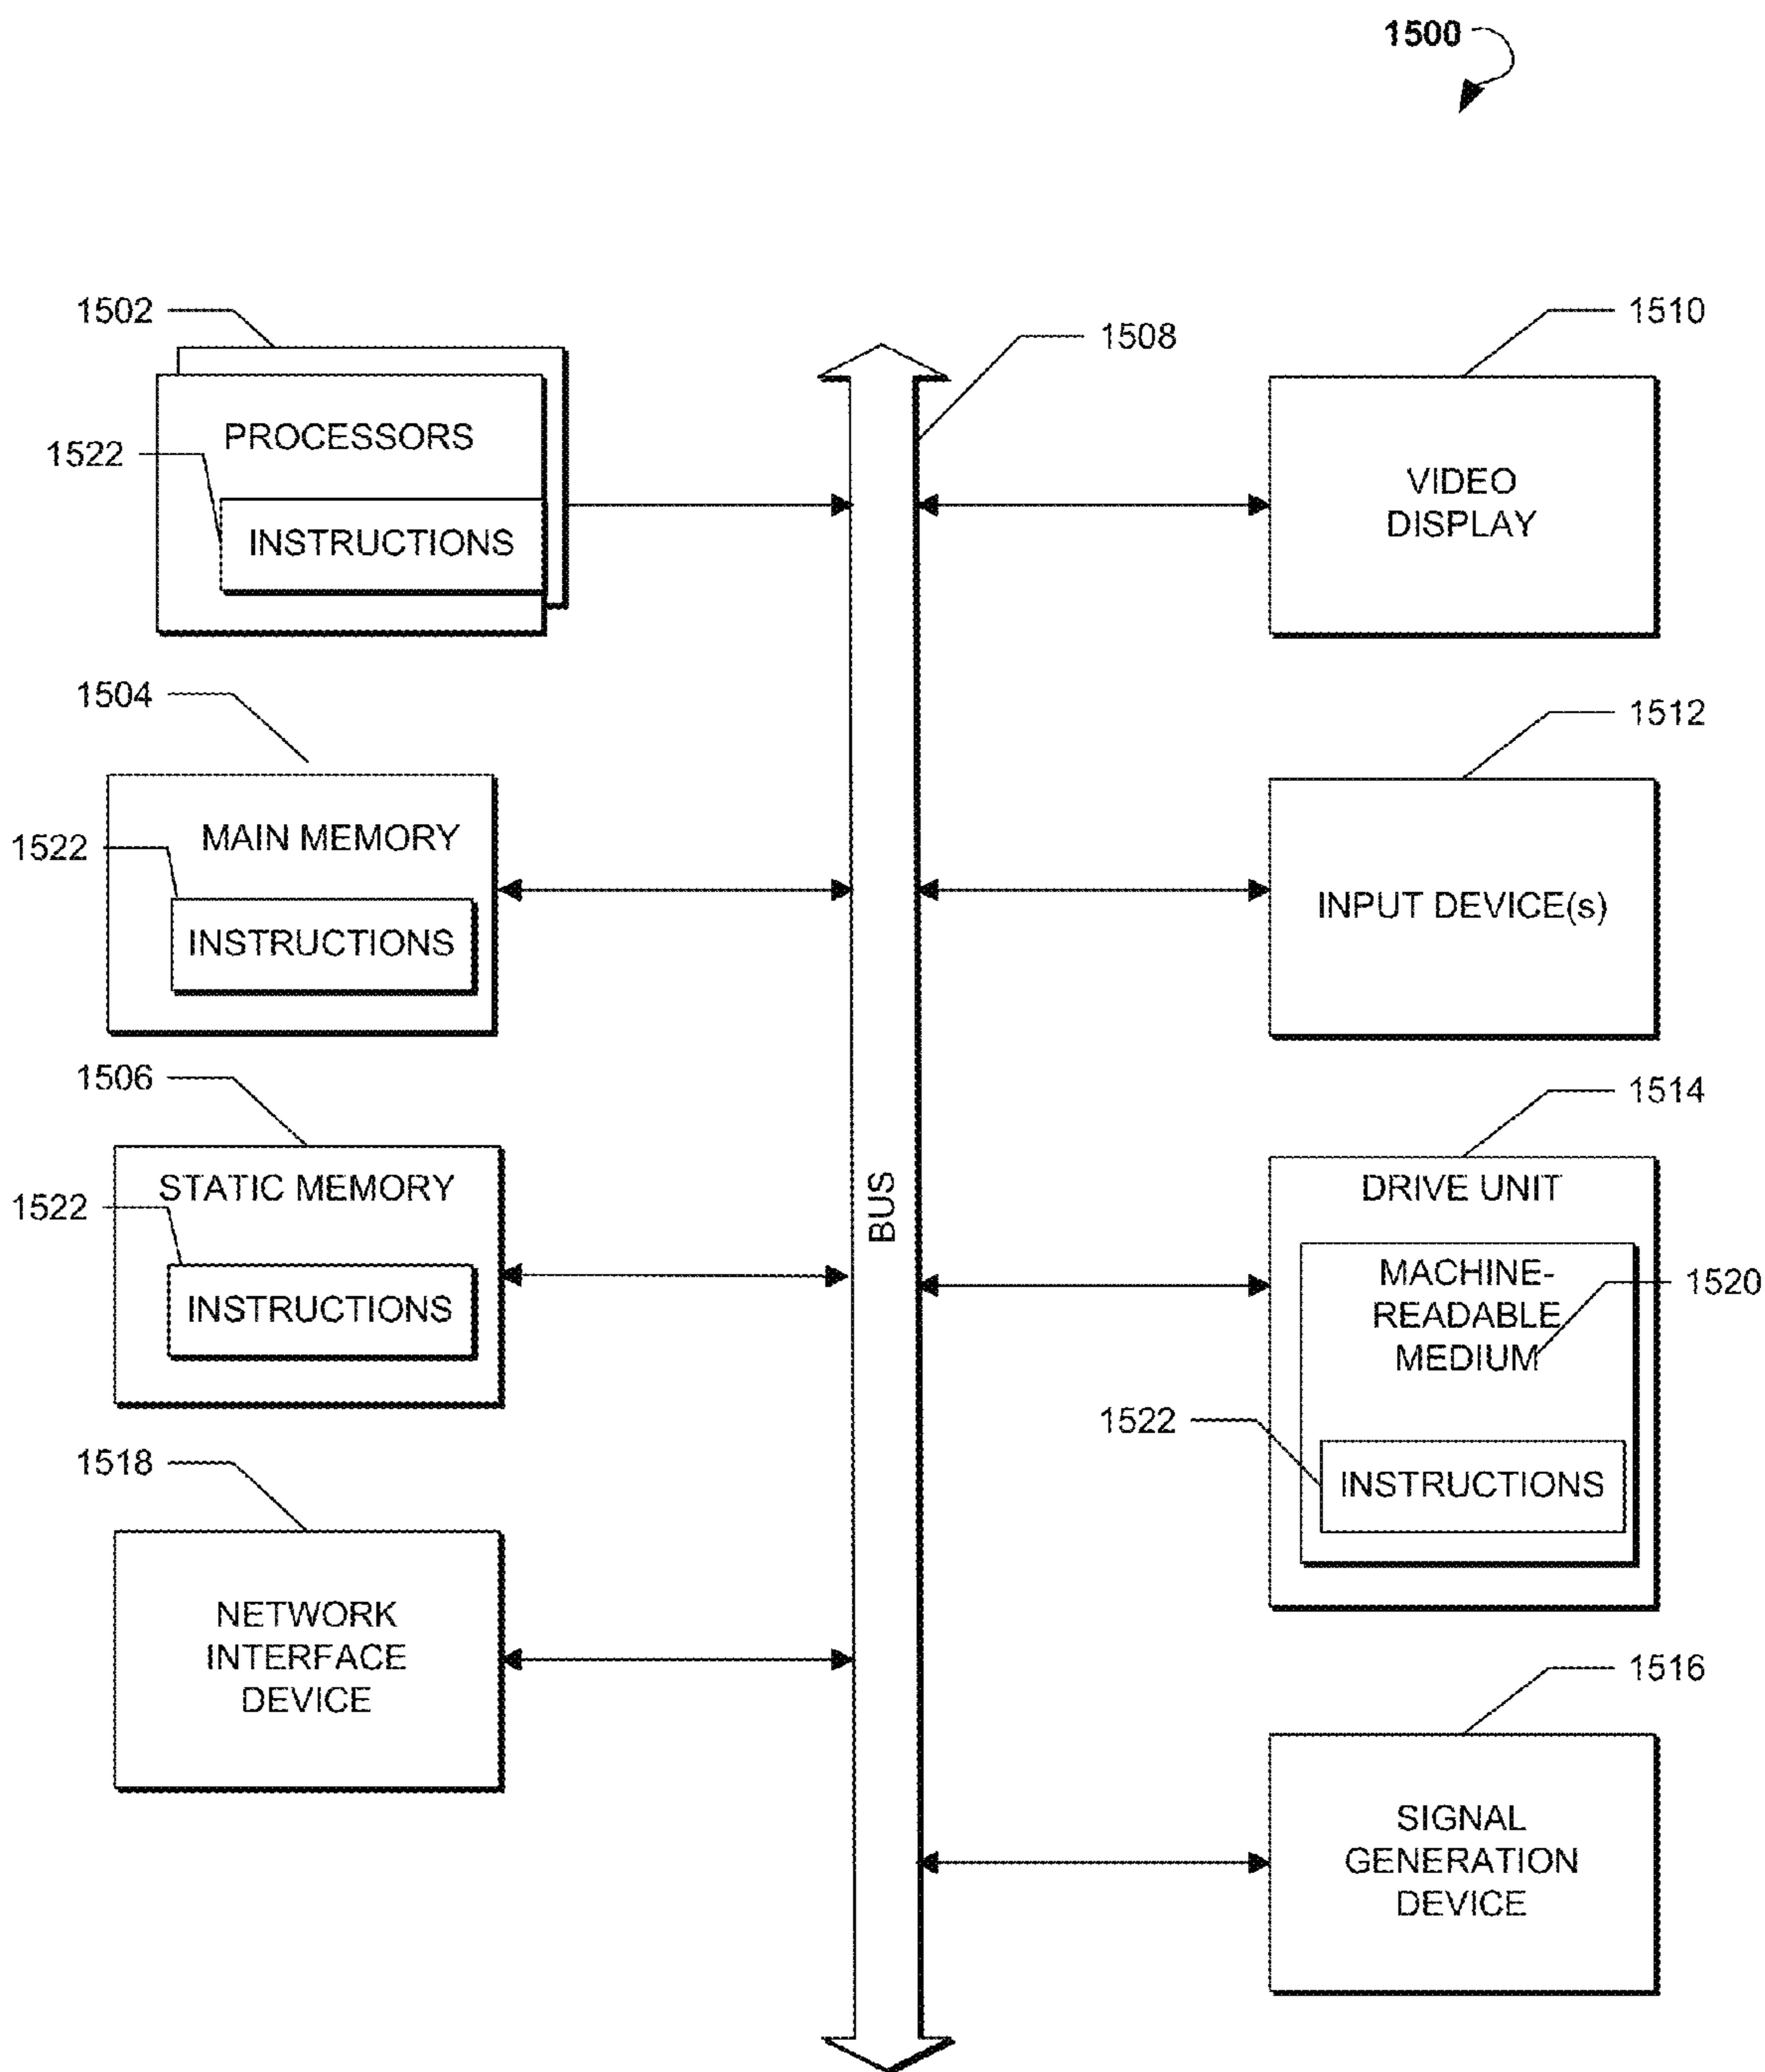 1500
1502
PROCESSORS
1522
INSTRUCTIONS
1504
MAIN MEMORY
1522
INSTRUCTIONS
1506
STATIC MEMORY
1522
INSTRUCTIONS
1518
NETWORK
INTERFACE
DEVICE
1508
BUS
1510
VIDEO
DISPLAY
1512
INPUT DEVICE(s)
1514
DRIVE UNIT
MACHINE-
READABLE
MEDIUM
1520
1522
INSTRUCTIONS
1516
SIGNAL
GENERATION
DEVICE